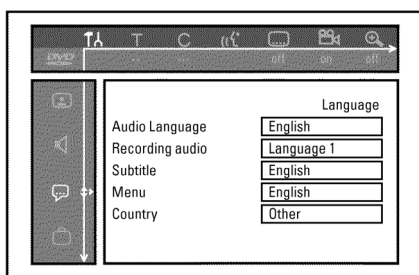 T C
DVD
off on off
Language
Audio Language English
Recording audio Language 1
Subtitle English
Menu English
Country Other